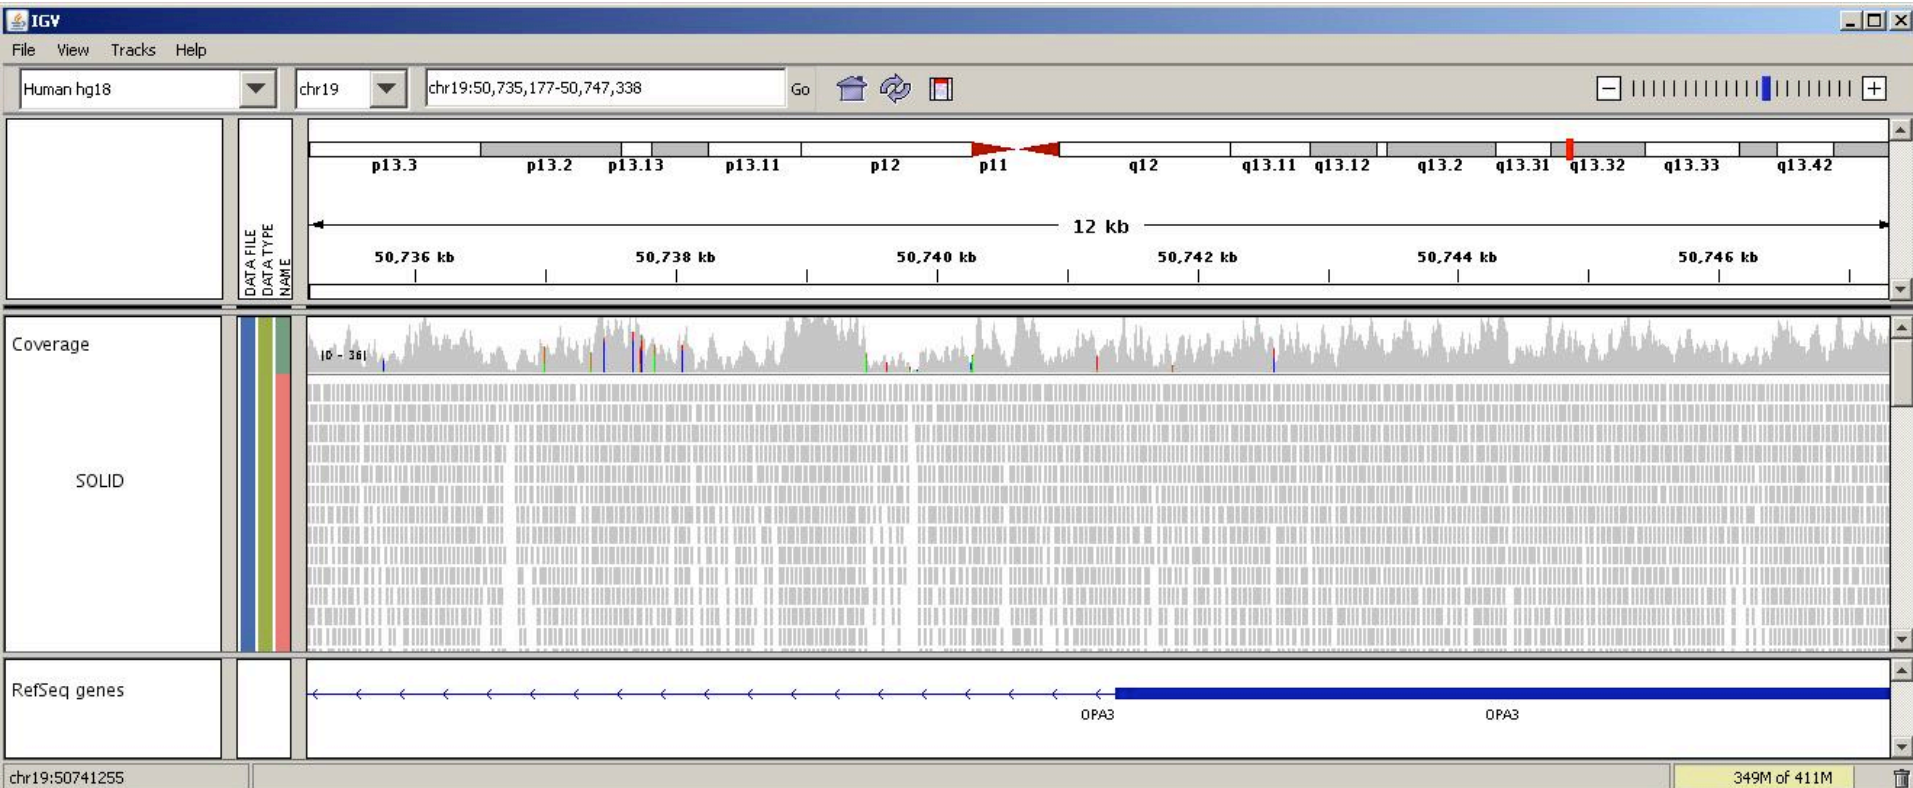 IGV
File View Tracks Help
Human hg18 chr19 chr19:50,735,177-50,747,338 Go
p13.3 p13.2 p13.13 p13.11 p12 p11 q12 q13.11 q13.12 q13.2 q13.31 q13.32 q13.33 q13.42
12 kb
50,736 kb 50,738 kb 50,740 kb 50,742 kb 50,744 kb 50,746 kb
DATA FILE
DATA TYPE
NAME
Coverage
[0 - 36]
SOLID
RefSeq genes
OPA3 OPA3
chr19:50741255 349M of 411M